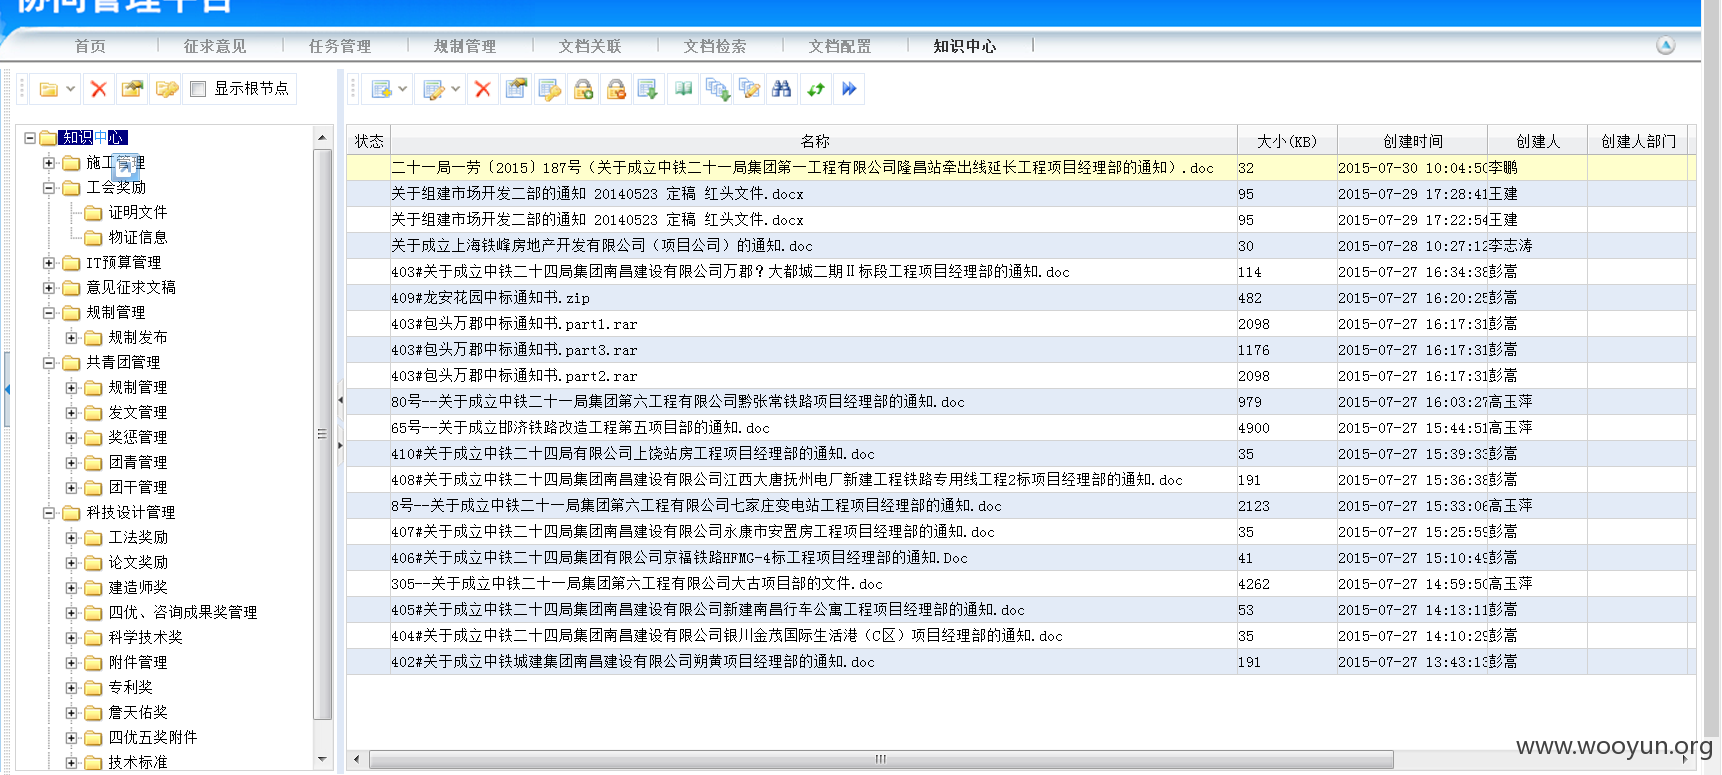 协同管理平台
首页 征求意见 任务管理 规制管理 文档关联 文档检索 文档配置 知识中心
显示根节点
知识中心
施工管理
工会奖励
证明文件
物证信息
IT预算管理
意见征求文稿
规制管理
规制发布
共青团管理
规制管理
发文管理
奖惩管理
团青管理
团干管理
科技设计管理
工法奖励
论文奖励
建造师奖
四优、咨询成果奖管理
科学技术奖
附件管理
专利奖
詹天佑奖
四优五奖附件
技术标准
状态 名称 大小(KB) 创建时间 创建人 创建人部门
二十一局一劳〔2015〕187号（关于成立中铁二十一局集团第一工程有限公司隆昌站牵出线延长工程项目经理部的通知）.doc 32 2015-07-30 10:04:50 李鹏
关于组建市场开发二部的通知 20140523 定稿 红头文件.docx 95 2015-07-29 17:28:41 王建
关于组建市场开发二部的通知 20140523 定稿 红头文件.docx 95 2015-07-29 17:22:54 王建
关于成立上海铁峰房地产开发有限公司（项目公司）的通知.doc 30 2015-07-28 10:27:12 李志涛
403#关于成立中铁二十四局集团南昌建设有限公司万郡？大都城二期Ⅱ标段工程项目经理部的通知.doc 114 2015-07-27 16:34:38 彭嵩
409#龙安花园中标通知书.zip 482 2015-07-27 16:20:25 彭嵩
403#包头万郡中标通知书.part1.rar 2098 2015-07-27 16:17:31 彭嵩
403#包头万郡中标通知书.part3.rar 1176 2015-07-27 16:17:31 彭嵩
403#包头万郡中标通知书.part2.rar 2098 2015-07-27 16:17:31 彭嵩
80号--关于成立中铁二十一局集团第六工程有限公司黔张常铁路项目经理部的通知.doc 979 2015-07-27 16:03:27 高玉萍
65号--关于成立邯济铁路改造工程第五项目部的通知.doc 4900 2015-07-27 15:44:51 高玉萍
410#关于成立中铁二十四局有限公司上饶站房工程项目经理部的通知.doc 35 2015-07-27 15:39:33 彭嵩
408#关于成立中铁二十四局集团南昌建设有限公司江西大唐抚州电厂新建工程铁路专用线工程2标项目经理部的通知.doc 191 2015-07-27 15:36:38 彭嵩
8号--关于成立中铁二十一局集团第六工程有限公司七家庄变电站工程项目经理部的通知.doc 2123 2015-07-27 15:33:06 高玉萍
407#关于成立中铁二十四局集团南昌建设有限公司永康市安置房工程项目经理部的通知.doc 35 2015-07-27 15:25:59 彭嵩
406#关于成立中铁二十四局集团有限公司京福铁路HFMG-4标工程项目经理部的通知.Doc 41 2015-07-27 15:10:49 彭嵩
305--关于成立中铁二十一局集团第六工程有限公司大古项目部的文件.doc 4262 2015-07-27 14:59:50 高玉萍
405#关于成立中铁二十四局集团南昌建设有限公司新建南昌行车公寓工程项目经理部的通知.doc 53 2015-07-27 14:13:11 彭嵩
404#关于成立中铁二十四局集团南昌建设有限公司银川金茂国际生活港（C区）项目经理部的通知.doc 35 2015-07-27 14:10:29 彭嵩
402#关于成立中铁城建集团南昌建设有限公司朔黄项目经理部的通知.doc 191 2015-07-27 13:43:13 彭嵩
www.wooyun.org